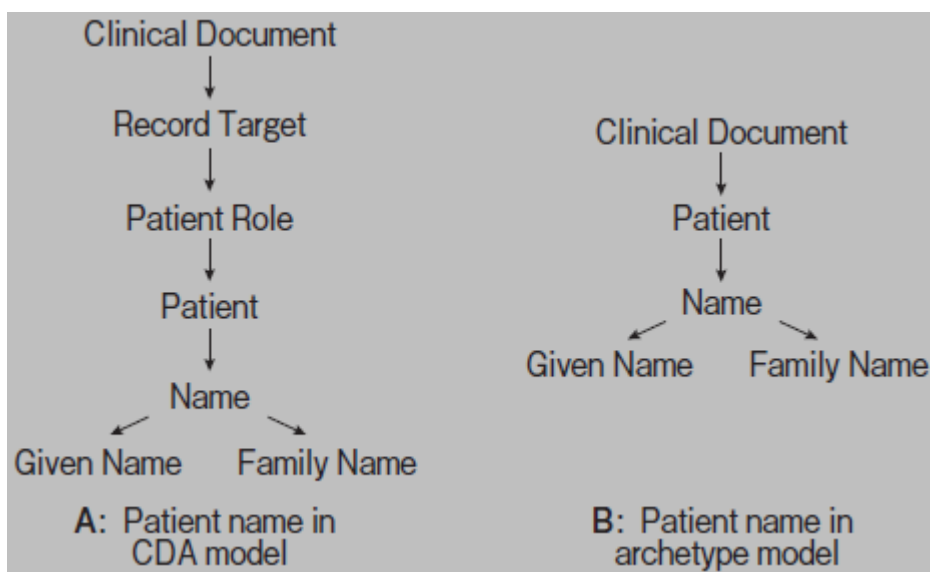 Clinical Document
Record Target
Patient Role
Patient
Name
Given Name Family Name
A: Patient name in
CDA model
Clinical Document
Patient
Name
Given Name Family Name
B: Patient name in
archetype model